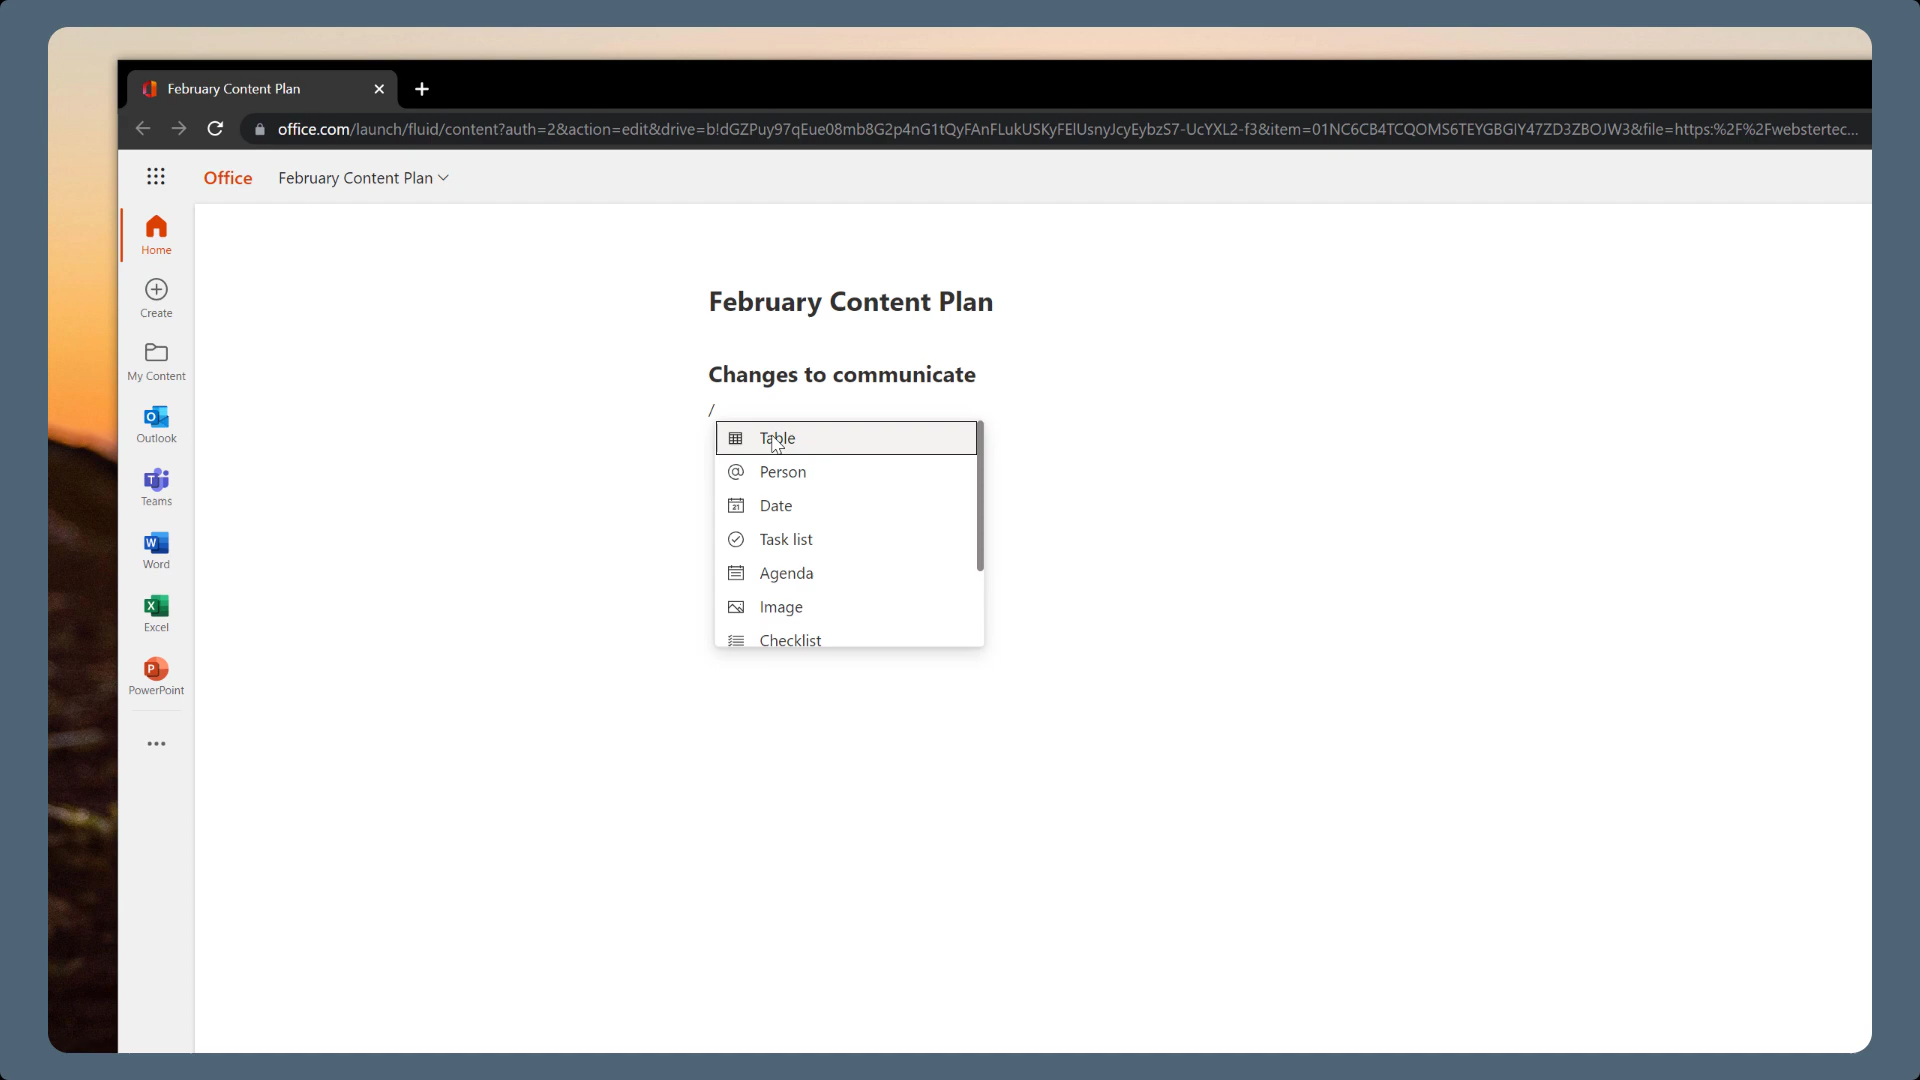 February Content Plan
office.com/launch/fluid/content?auth=2&action=edit&drive=b!dGZPuy97qEue08mb8G2p4nG1tQyFAnFLukUSKyFElUsnyJcyEybzS7-UcYXL2-f3&item=01NC6CB4TCQOMS6TEYGBGIY47ZD3ZBOJW3&file=https:%2F%2Fwebstertec...
Office February Content Plan
Home
Create
My Content
Outlook
Teams
Word
Excel
PowerPoint
February Content Plan
Changes to communicate
/
Table
Person
Date
Task list
Agenda
Image
Checklist